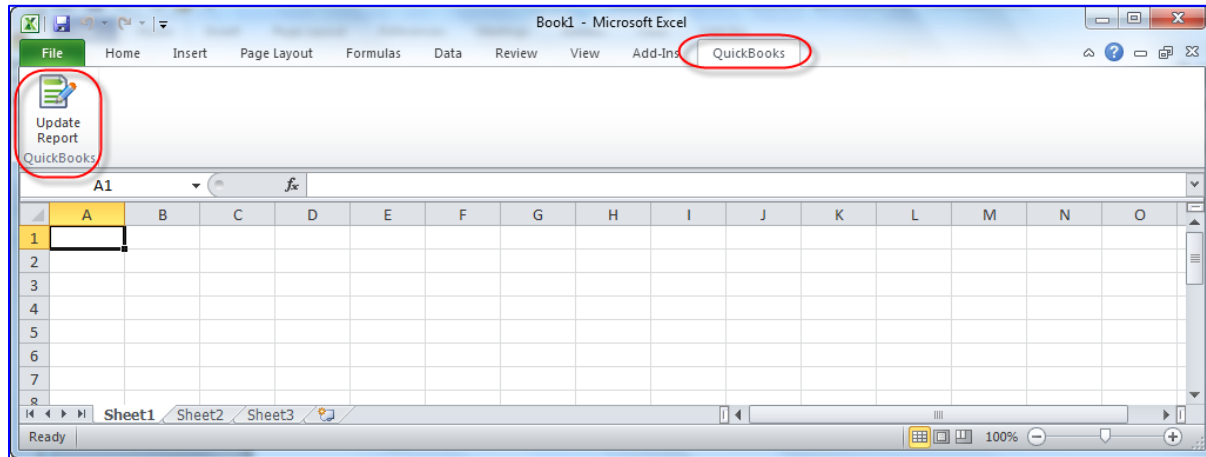 Book1 - Microsoft Excel
File Home Insert Page Layout Formulas Data Review View Add-Ins QuickBooks
Update
Report
QuickBooks
A1 fx
A B C D E F G H I J K L M N O
1
2
3
4
5
6
7
8
Sheet1 Sheet2 Sheet3
Ready 100%